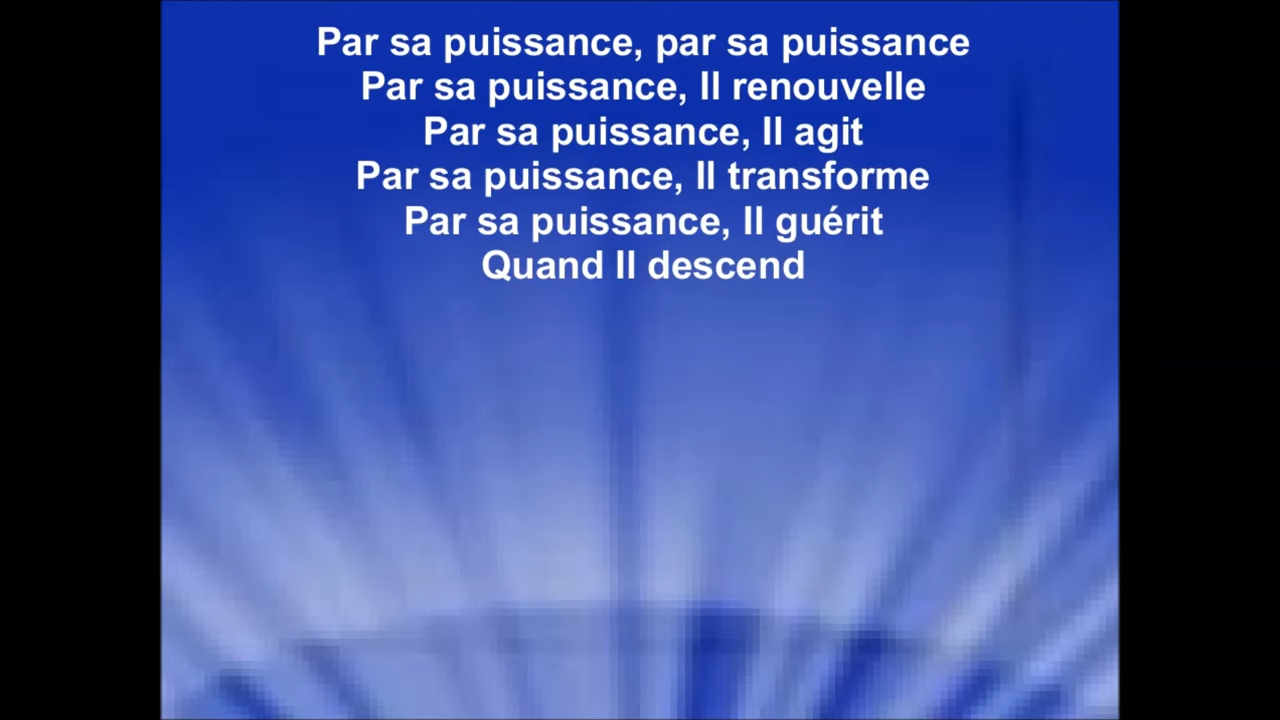 Par sa puissance, par sa puissance
Par sa puissance, Il renouvelle
Par sa puissance, Il agit
Par sa puissance, Il transforme
Par sa puissance, Il guérit
Quand Il descend